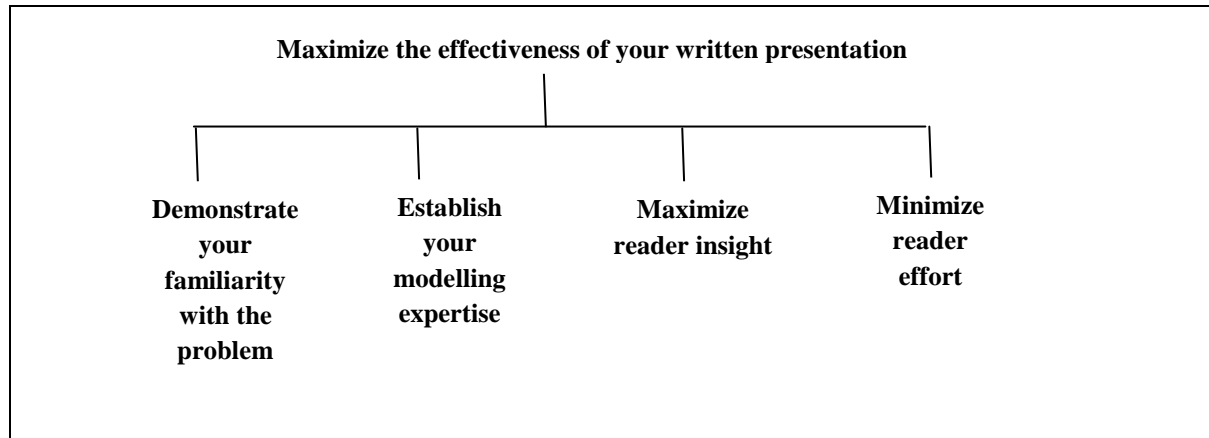 Maximize the effectiveness of your written presentation
Demonstrate
your
familiarity
with the
problem
Establish
your
modelling
expertise
Maximize
reader insight
Minimize
reader
effort